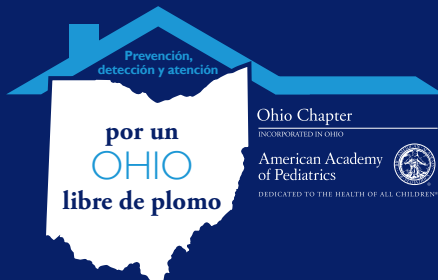 Prevención,
detección y atención
por un
OHIO
libre de plomo
Ohio Chapter
INCORPORATED IN OHIO
American Academy
of Pediatrics
DEDICATED TO THE HEALTH OF ALL CHILDREN®